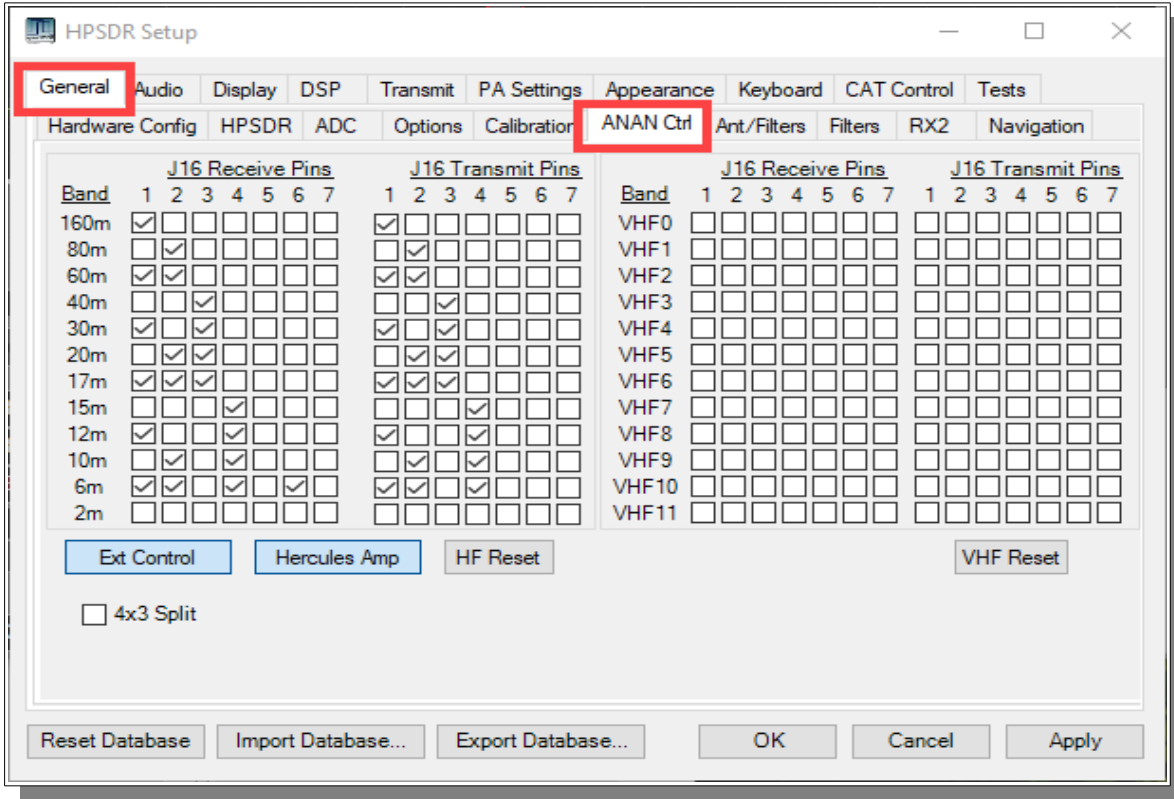 HPSDR Setup
General Audio Display DSP Transmit PA Settings Appearance Keyboard CAT Control Tests
Hardware Config HPSDR ADC Options Calibration ANAN Ctrl Ant/Filters Filters RX2 Navigation
J16 Receive Pins J16 Transmit Pins J16 Receive Pins J16 Transmit Pins
Band 1 2 3 4 5 6 7 1 2 3 4 5 6 7 Band 1 2 3 4 5 6 7 1 2 3 4 5 6 7
160m VHF0
80m VHF1
60m VHF2
40m VHF3
30m VHF4
20m VHF5
17m VHF6
15m VHF7
12m VHF8
10m VHF9
6m VHF10
2m VHF11
Ext Control Hercules Amp HF Reset VHF Reset
4x3 Split
Reset Database Import Database... Export Database... OK Cancel Apply